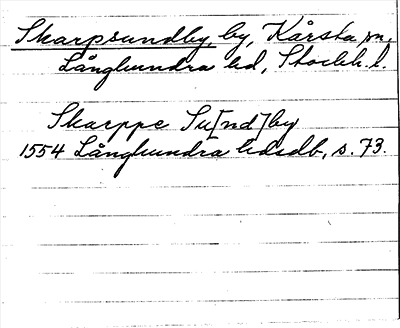 Skarpsundby, by, Kårsta sn.
Långhundra hd, Stockh. l.
Skarppe Su[nd]by
1554 Långhundra hdsdb, s. 73.